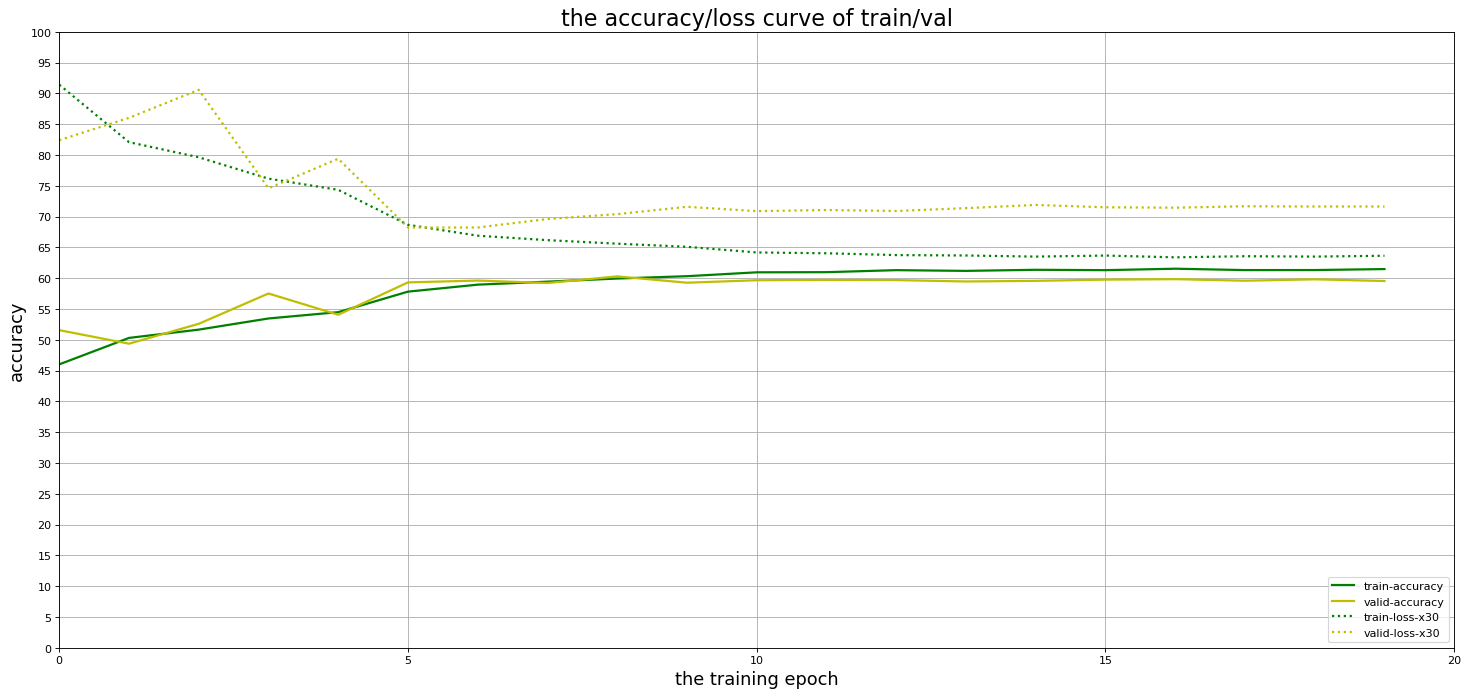 the accuracy/loss curve of train/val
100
95
90
85
80
75
70
65
60
55
50
45
40
35
30
25
20
15
10
5
0
accuracy
0 5 10 15 20
the training epoch
train-accuracy
valid-accuracy
train-loss-x30
valid-loss-x30